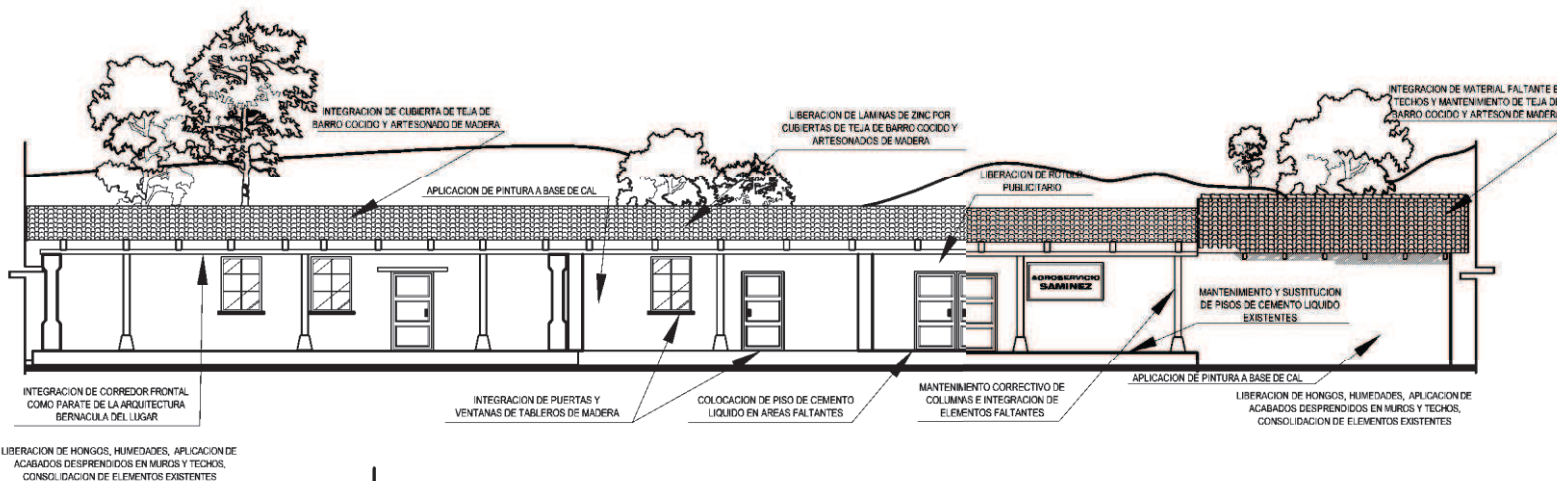 INTEGRACION DE CUBIERTA DE TEJA DE
BARRO COCIDO Y ARTESONADO DE MADERA
LIBERACION DE LAMINAS DE ZINC POR
CUBIERTAS DE TEJA DE BARRO COCIDO Y
ARTESONADOS DE MADERA
INTEGRACION DE MATERIAL FALTANTE E
TECHOS Y MANTENIMIENTO DE TEJA DE
BARRO COCIDO Y ARTESON DE MADERA
APLICACION DE PINTURA A BASE DE CAL
LIBERACION DE ROTULO
PUBLICITARIO
AGROSERVICIO
SAMINEZ
MANTENIMIENTO Y SUSTITUCION
DE PISOS DE CEMENTO LIQUIDO
EXISTENTES
INTEGRACION DE CORREDOR FRONTAL
COMO PARATE DE LA ARQUITECTURA
BERNACULA DEL LUGAR
INTEGRACION DE PUERTAS Y
VENTANAS DE TABLEROS DE MADERA
COLOCACION DE PISO DE CEMENTO
LIQUIDO EN AREAS FALTANTES
MANTENIMIENTO CORRECTIVO DE
COLUMNAS E INTEGRACION DE
ELEMENTOS FALTANTES
APLICACION DE PINTURA A BASE DE CAL
LIBERACION DE HONGOS, HUMEDADES, APLICACION DE
ACABADOS DESPRENDIDOS EN MUROS Y TECHOS,
CONSOLIDACION DE ELEMENTOS EXISTENTES
LIBERACION DE HONGOS, HUMEDADES, APLICACION DE
ACABADOS DESPRENDIDOS EN MUROS Y TECHOS,
CONSOLIDACION DE ELEMENTOS EXISTENTES